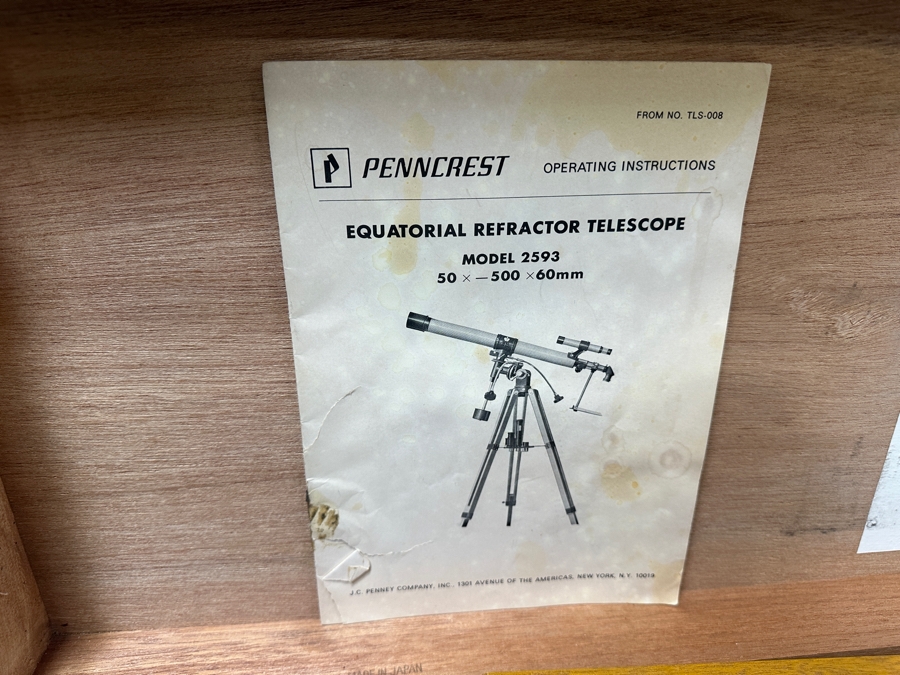 FROM NO. TLS-008
PENNCREST OPERATING INSTRUCTIONS
EQUATORIAL REFRACTOR TELESCOPE
MODEL 2593
50 × — 500 × 60mm
J.C. PENNEY COMPANY, INC., 1301 AVENUE OF THE AMERICAS, NEW YORK, N.Y. 10019
MADE IN JAPAN